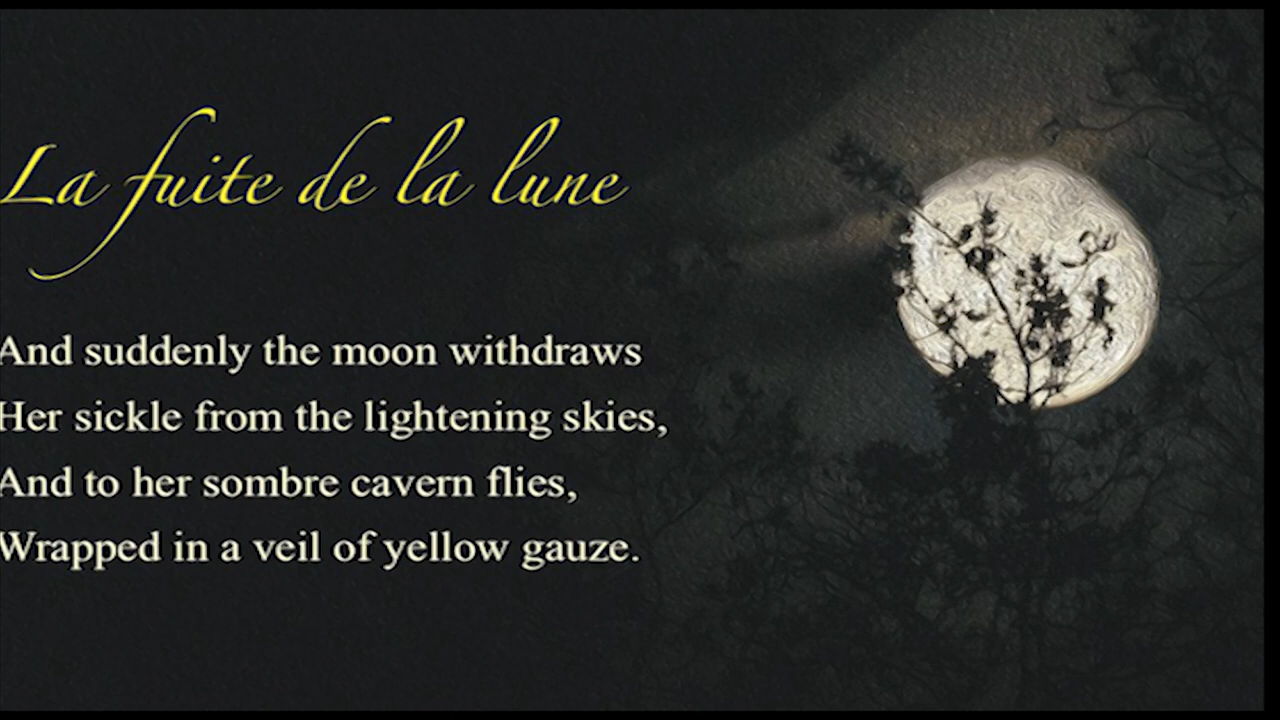 La fuite de la lune
And suddenly the moon withdraws
Her sickle from the lightening skies,
And to her sombre cavern flies,
Wrapped in a veil of yellow gauze.